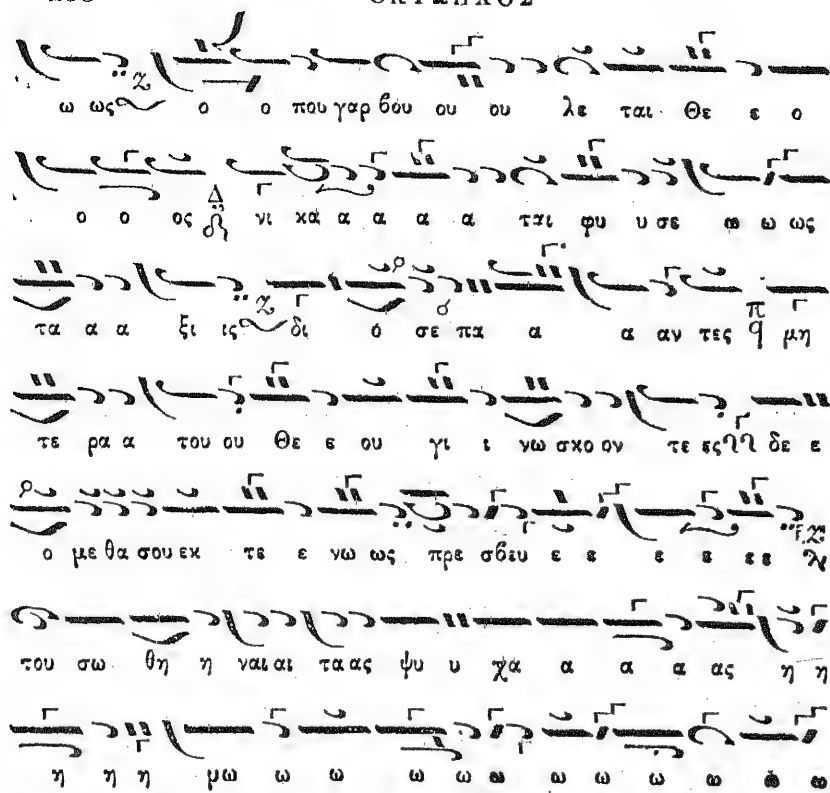 ΟΚΤΩΗΧΟΣ
ω ως ο ο που γαρ βου ου ου λε ται Θε ε ο
ο ο ος νι κα α α α α ται φυ υ σε ω ω ως
τα α α ξι ις δι ο σε πα α α αν τες μη
τε ρα α του ου Θε ε ου γι ι νω σκο ον τε ες δε ε
ο με θα σου εκ τε ε νω ως πρε σβευ ε ε ε ε ε ε
του σω θη η ναι αι τα ας ψυ υ χα α α α ας η η
η η η μω ω ω ω ω ω ω ω ω ω ω ω